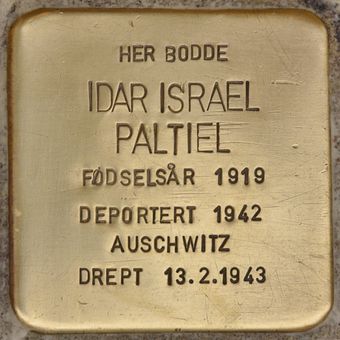 HER BODDE
IDAR ISRAEL
PALTIEL
FØDSELSÅR 1919
DEPORTERT 1942
AUSCHWITZ
DREPT 13.2.1943